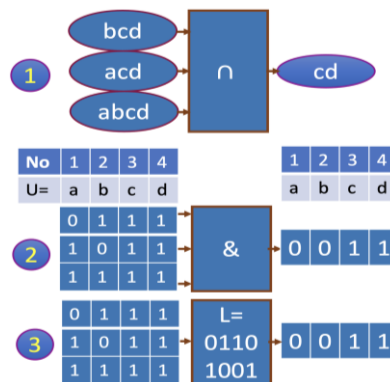 bcd
1 acd ∩ cd
abcd
No 1 2 3 4 1 2 3 4
U= a b c d a b c d
0 1 1 1
2 1 0 1 1 & 0 0 1 1
1 1 1 1
0 1 1 1 L=
3 1 0 1 1 0110 0 0 1 1
1 1 1 1 1001